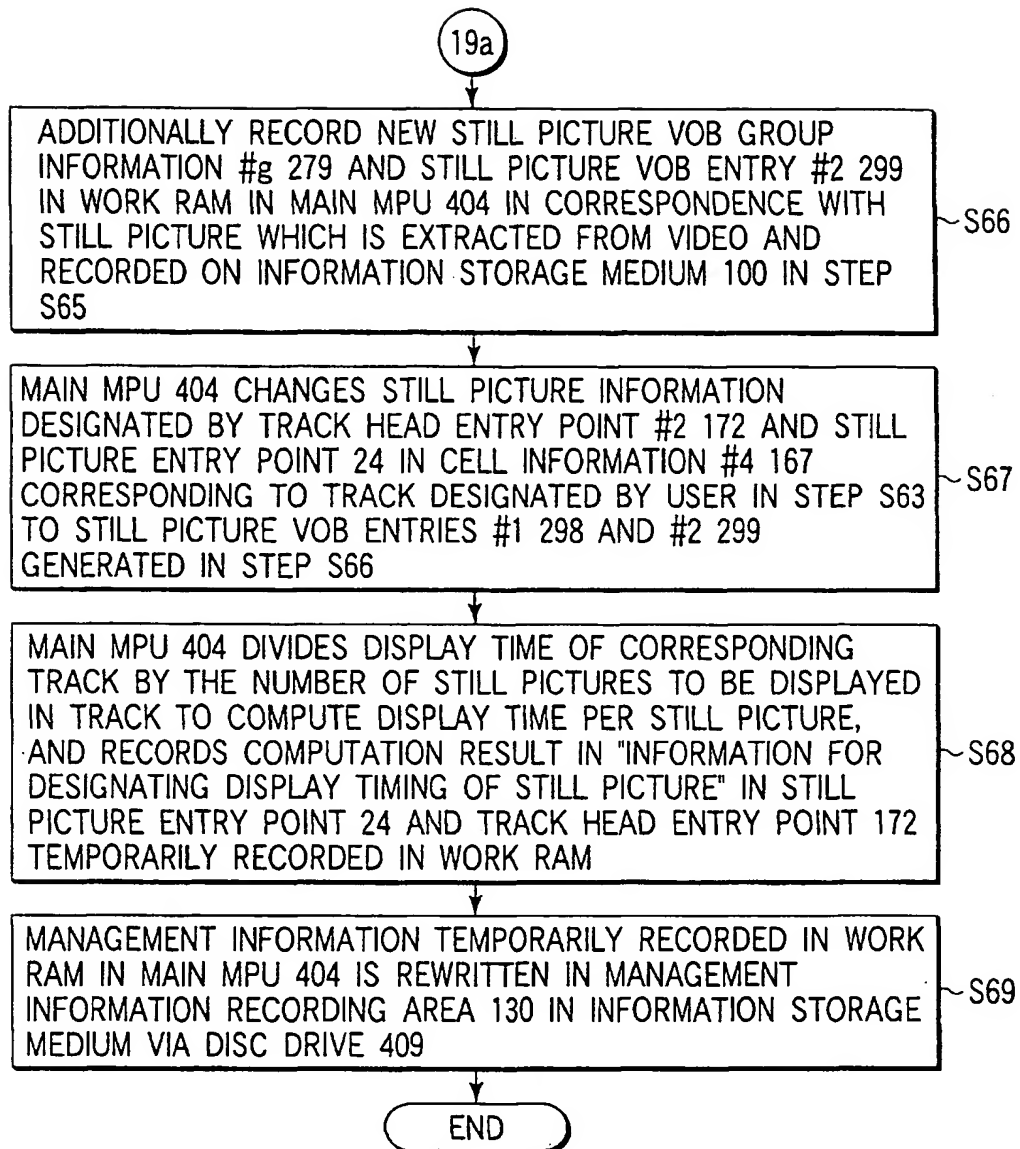 19a
ADDITIONALLY RECORD NEW STILL PICTURE VOB GROUP
INFORMATION #g 279 AND STILL PICTURE VOB ENTRY #2 299
IN WORK RAM IN MAIN MPU 404 IN CORRESPONDENCE WITH
STILL PICTURE WHICH IS EXTRACTED FROM VIDEO AND
RECORDED ON INFORMATION STORAGE MEDIUM 100 IN STEP
S65
S66
MAIN MPU 404 CHANGES STILL PICTURE INFORMATION
DESIGNATED BY TRACK HEAD ENTRY POINT #2 172 AND STILL
PICTURE ENTRY POINT 24 IN CELL INFORMATION #4 167
CORRESPONDING TO TRACK DESIGNATED BY USER IN STEP S63
TO STILL PICTURE VOB ENTRIES #1 298 AND #2 299
GENERATED IN STEP S66
S67
MAIN MPU 404 DIVIDES DISPLAY TIME OF CORRESPONDING
TRACK BY THE NUMBER OF STILL PICTURES TO BE DISPLAYED
IN TRACK TO COMPUTE DISPLAY TIME PER STILL PICTURE,
AND RECORDS COMPUTATION RESULT IN "INFORMATION FOR
DESIGNATING DISPLAY TIMING OF STILL PICTURE" IN STILL
PICTURE ENTRY POINT 24 AND TRACK HEAD ENTRY POINT 172
TEMPORARILY RECORDED IN WORK RAM
S68
MANAGEMENT INFORMATION TEMPORARILY RECORDED IN WORK
RAM IN MAIN MPU 404 IS REWRITTEN IN MANAGEMENT
INFORMATION RECORDING AREA 130 IN INFORMATION STORAGE
MEDIUM VIA DISC DRIVE 409
S69
END